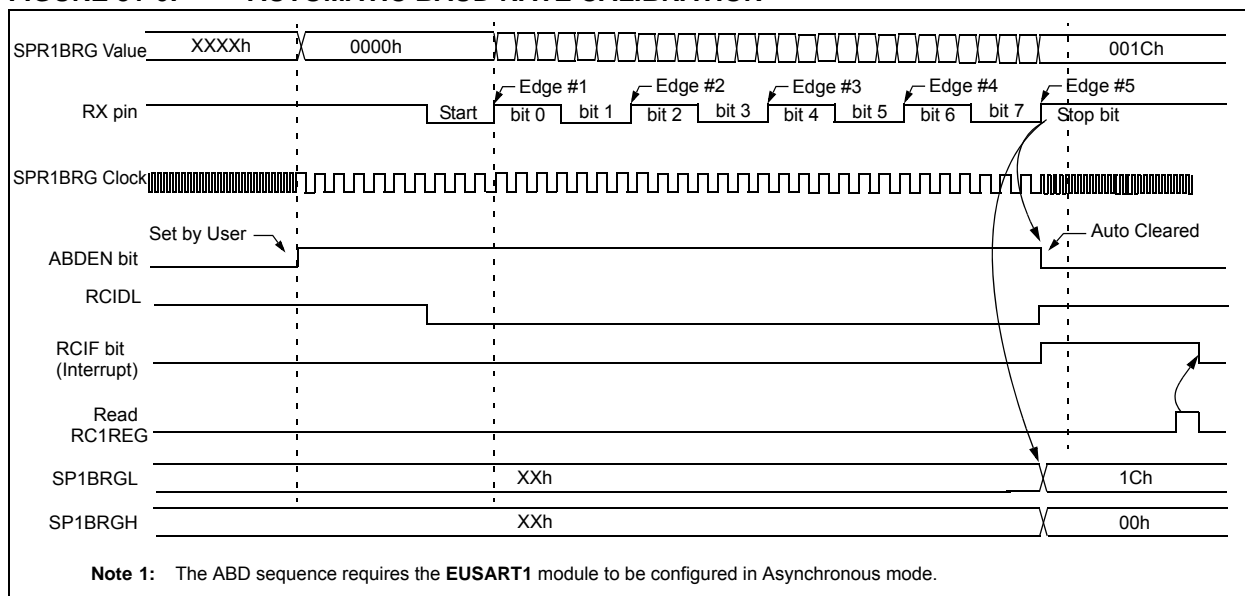 SPR1BRG Value XXXXh 0000h 001Ch
Edge #1 Edge #2 Edge #3 Edge #4 Edge #5
RX pin Start bit 0 bit 1 bit 2 bit 3 bit 4 bit 5 bit 6 bit 7 Stop bit
SPR1BRG Clock
Set by User Auto Cleared
ABDEN bit
RCIDL
RCIF bit
(Interrupt)
Read
RC1REG
SP1BRGL XXh 1Ch
SP1BRGH XXh 00h
Note 1: The ABD sequence requires the EUSART1 module to be configured in Asynchronous mode.